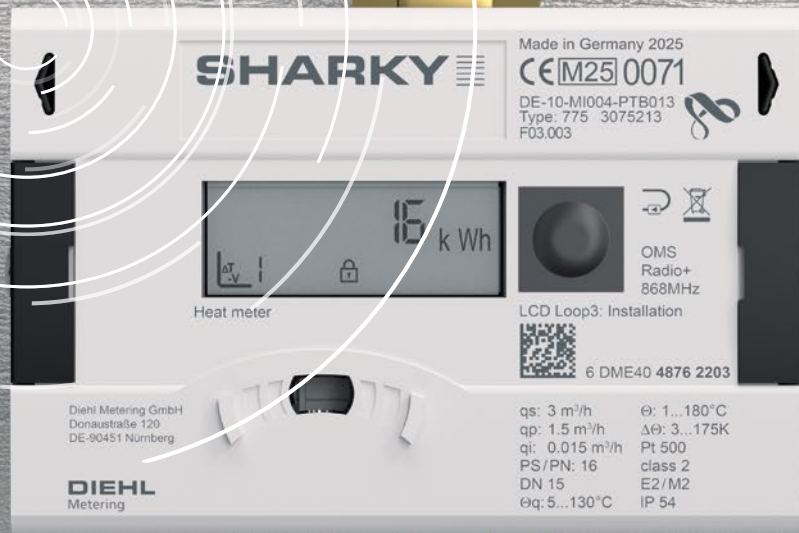 SHARKY
Made in Germany 2025
CE M25 0071
DE-10-MI004-PTB013
Type: 775 3075213
F03.003
16 k Wh
ΔT
-V 1
OMS
Radio+
868MHz
Heat meter
LCD Loop3: Installation
6 DME40 4876 2203
Diehl Metering GmbH
Donaustraße 120
DE-90451 Nürnberg
DIEHL
Metering
qs: 3 m³/h
qp: 1.5 m³/h
qi: 0.015 m³/h
PS/PN: 16
DN 15
Θq: 5...130°C
Θ: 1...180°C
ΔΘ: 3...175K
Pt 500
class 2
E2/M2
IP 54